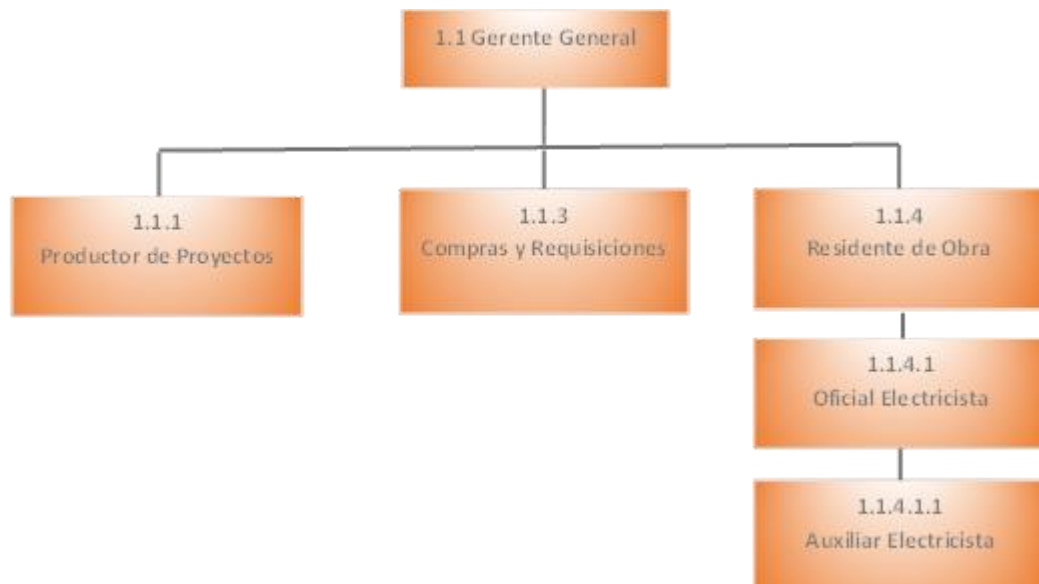 1.1 Gerente General
1.1.1
Productor de Proyectos
1.1.3
Compras y Requisiciones
1.1.4
Residente de Obra
1.1.4.1
Oficial Electricista
1.1.4.1.1
Auxiliar Electricista